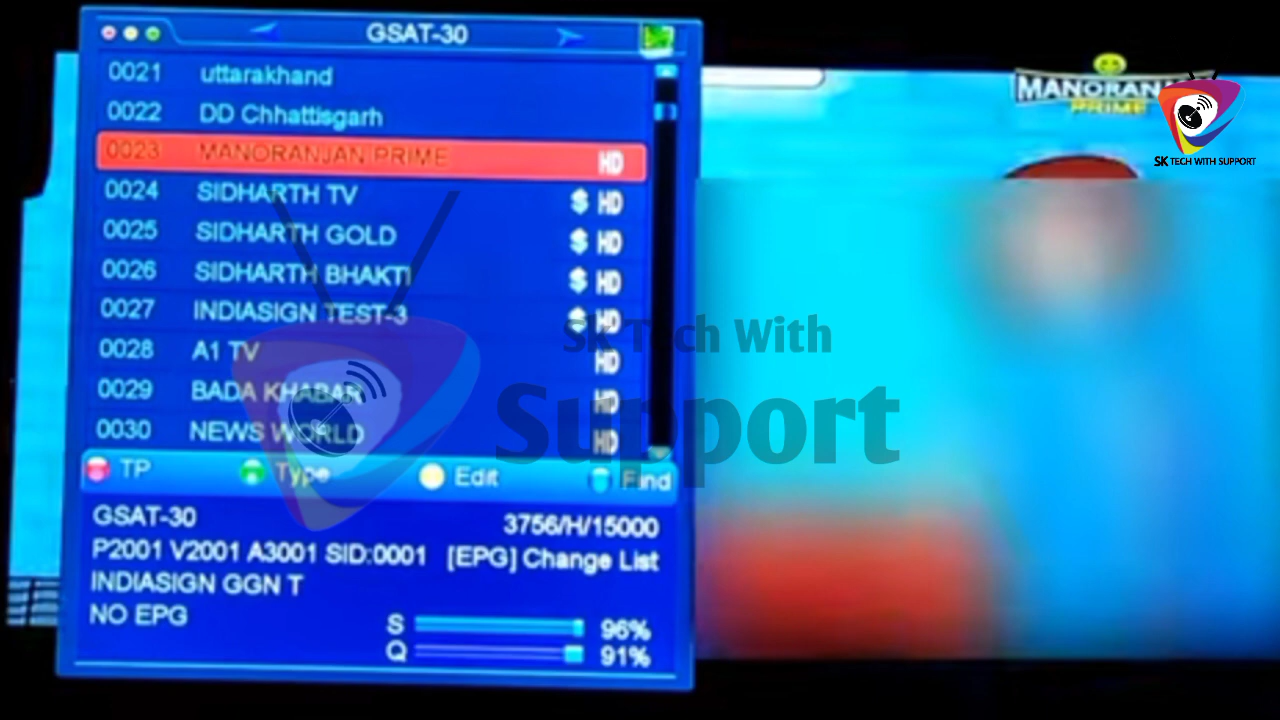 GSAT-30
0021 uttarakhand
0022 DD Chhattisgarh
0023 MANORANJAN PRIME HD
0024 SIDHARTH TV $ HD
0025 SIDHARTH GOLD $ HD
0026 SIDHARTH BHAKTI $ HD
0027 INDIASIGN TEST-3 $ HD
0028 A1 TV HD
0029 BADA KHABAR HD
0030 NEWS WORLD HD
TP Type Edit Find
GSAT-30 3756/H/15000
P2001 V2001 A3001 SID:0001 [EPG] Change List
INDIASIGN GGN T
NO EPG
S 96%
Q 91%
PRIME
SK TECH WITH SUPPORT
Sk Tech With
Support